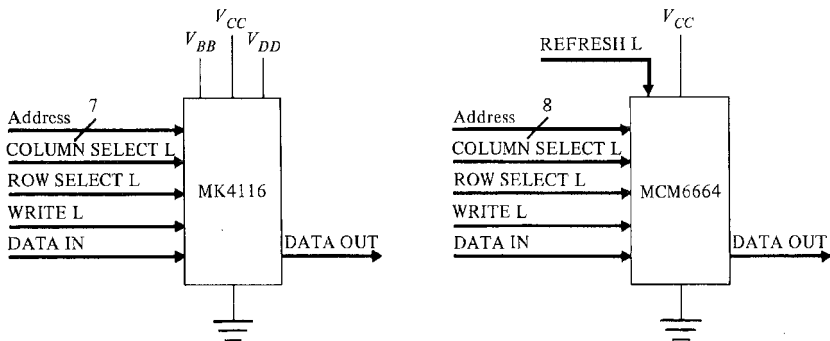 V_BB V_CC V_DD
7
Address
COLUMN SELECT L
ROW SELECT L
WRITE L
DATA IN
MK4116
DATA OUT
V_CC
REFRESH L
8
Address
COLUMN SELECT L
ROW SELECT L
WRITE L
DATA IN
MCM6664
DATA OUT